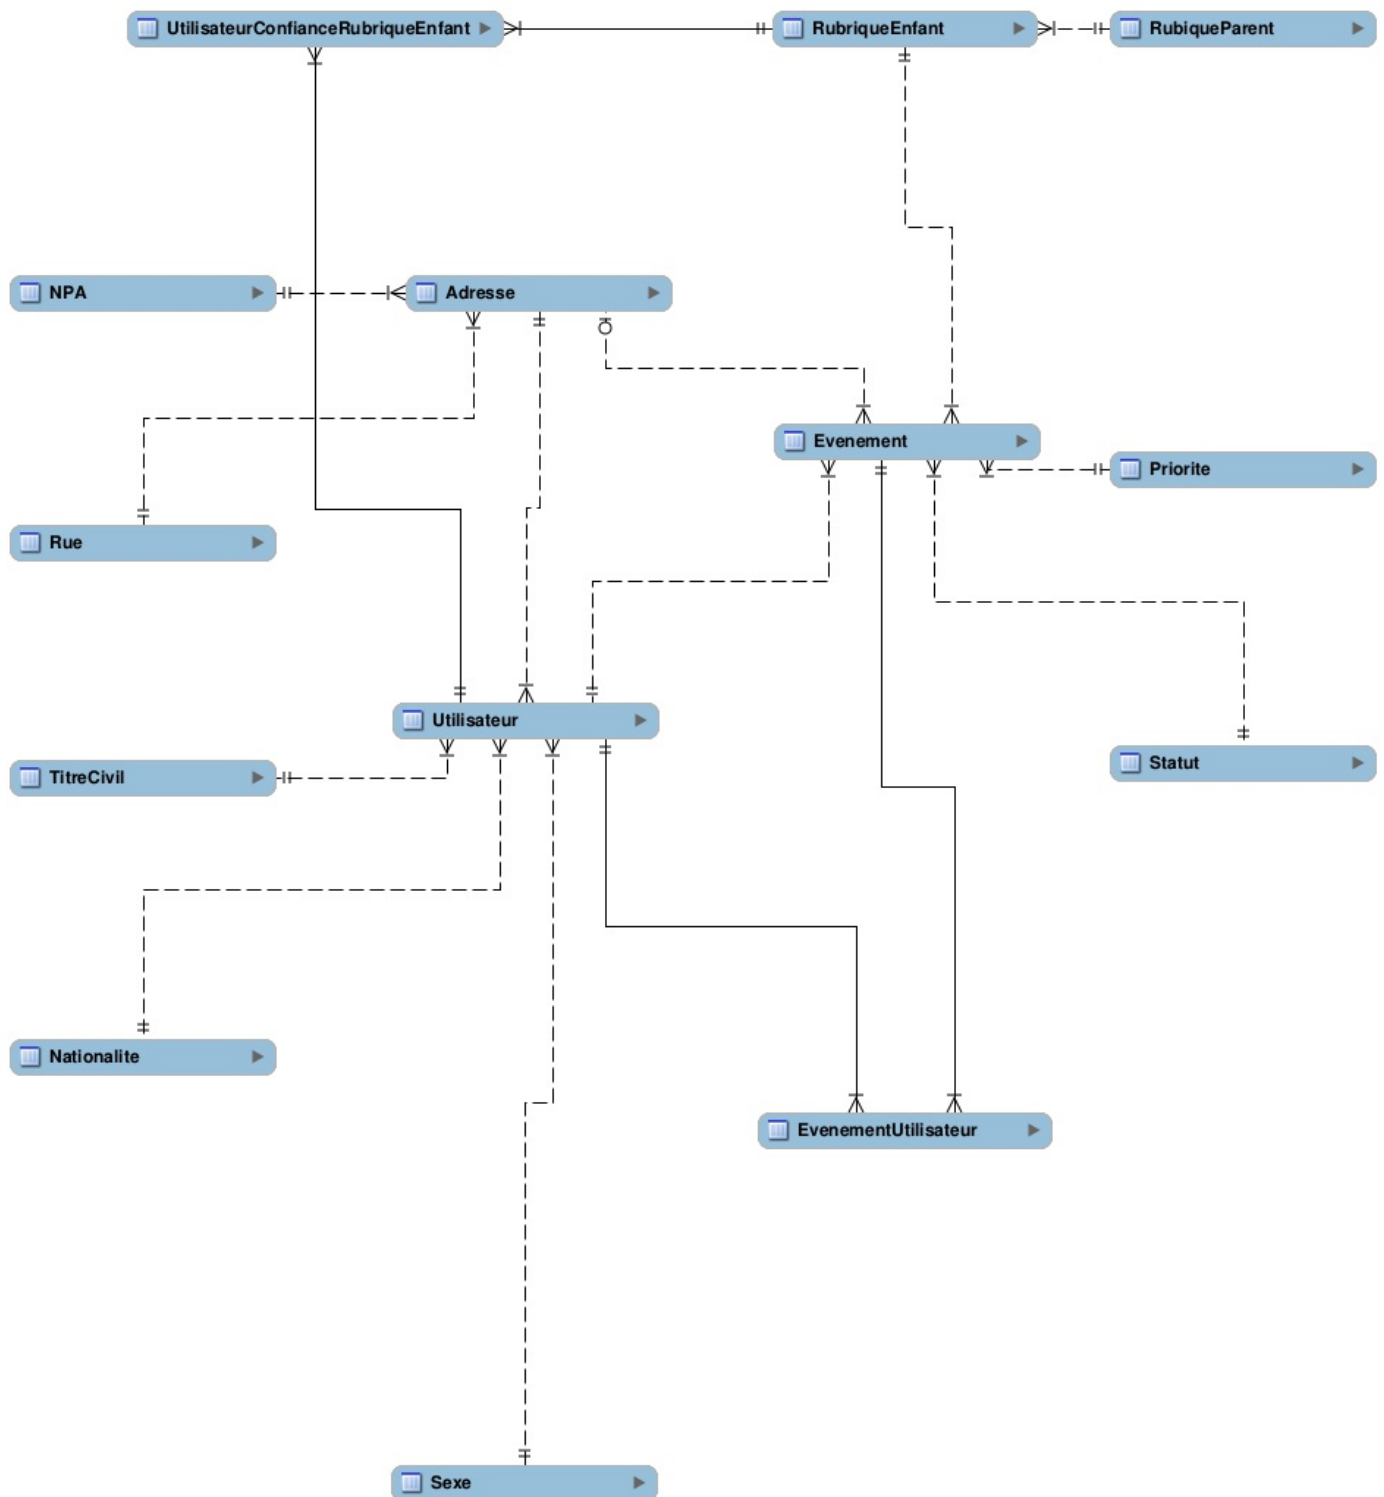 UtilisateurConfianceRubriqueEnfant
RubriqueEnfant
RubiqueParent
NPA
Adresse
Evenement
Priorite
Rue
Utilisateur
Statut
TitreCivil
Nationalite
EvenementUtilisateur
Sexe